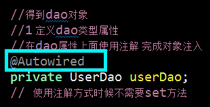 //得到dao对象
//1 定义dao类型属性
//在dao属性上面使用注解 完成对象注入
@Autowired
private UserDao userDao;
// 使用注解方式时候不需要set方法